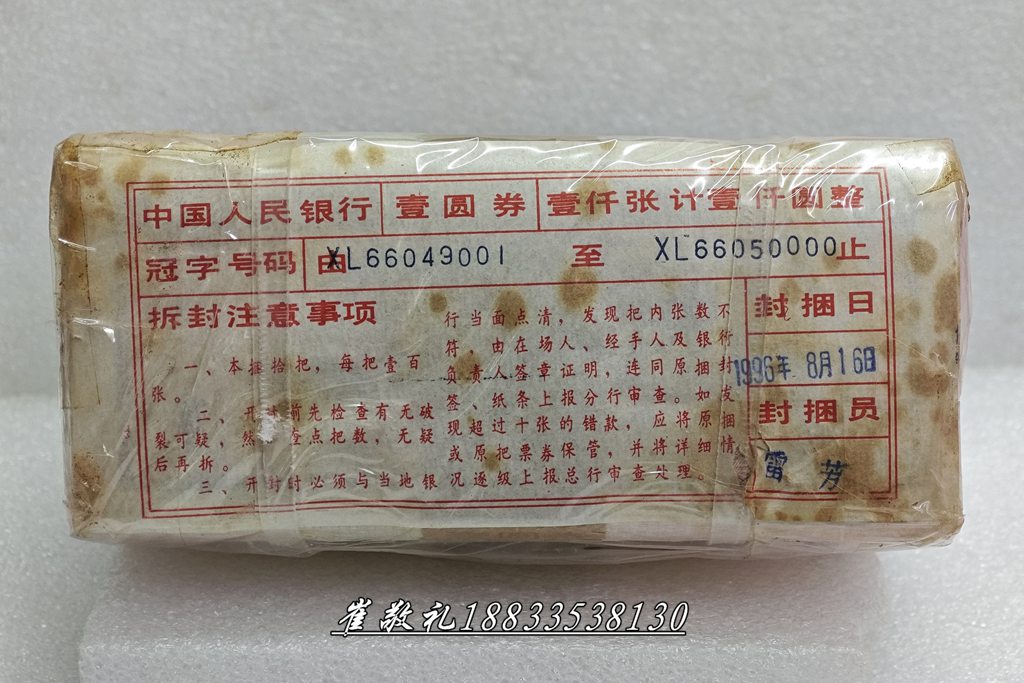 中国人民银行 壹圆券 壹仟张计壹仟圆整
冠字号码 由XL66049001 至 XL66050000止
拆封注意事项
一、本捆拾把，每把壹百
张。
二、开封前先检查有无破
裂可疑，然 查点把数，无疑
后再拆。
三、开封时必须与当地银
行当面点清，发现把内张数不
符，由在场人、经手人及银行
负责人签章证明，连同原捆封
签、纸条上报分行审查。如发
现超过十张的错款，应将原捆
或原把票券保管，并将详细情
况逐级上报总行审查处理。
封捆日
1996年 8月16日
封捆员
雷芳
崔敬礼18833538130